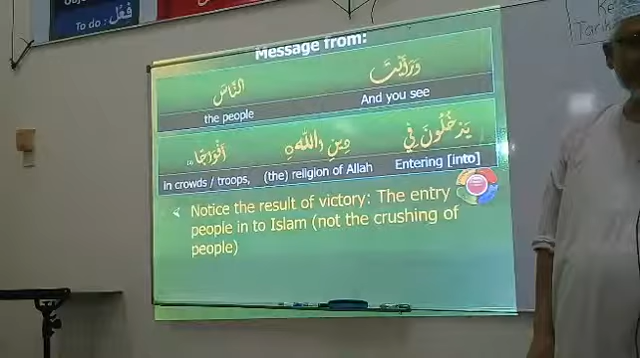 To do : فَعَلَ
Message from:
وَرَأَيْتَ النَّاسَ
the people And you see
يَدْخُلُونَ فِي دِينِ اللَّهِ أَفْوَاجًا
in crowds / troops, (the) religion of Allah Entering [into]
Notice the result of victory: The entry
people in to Islam (not the crushing of
people)